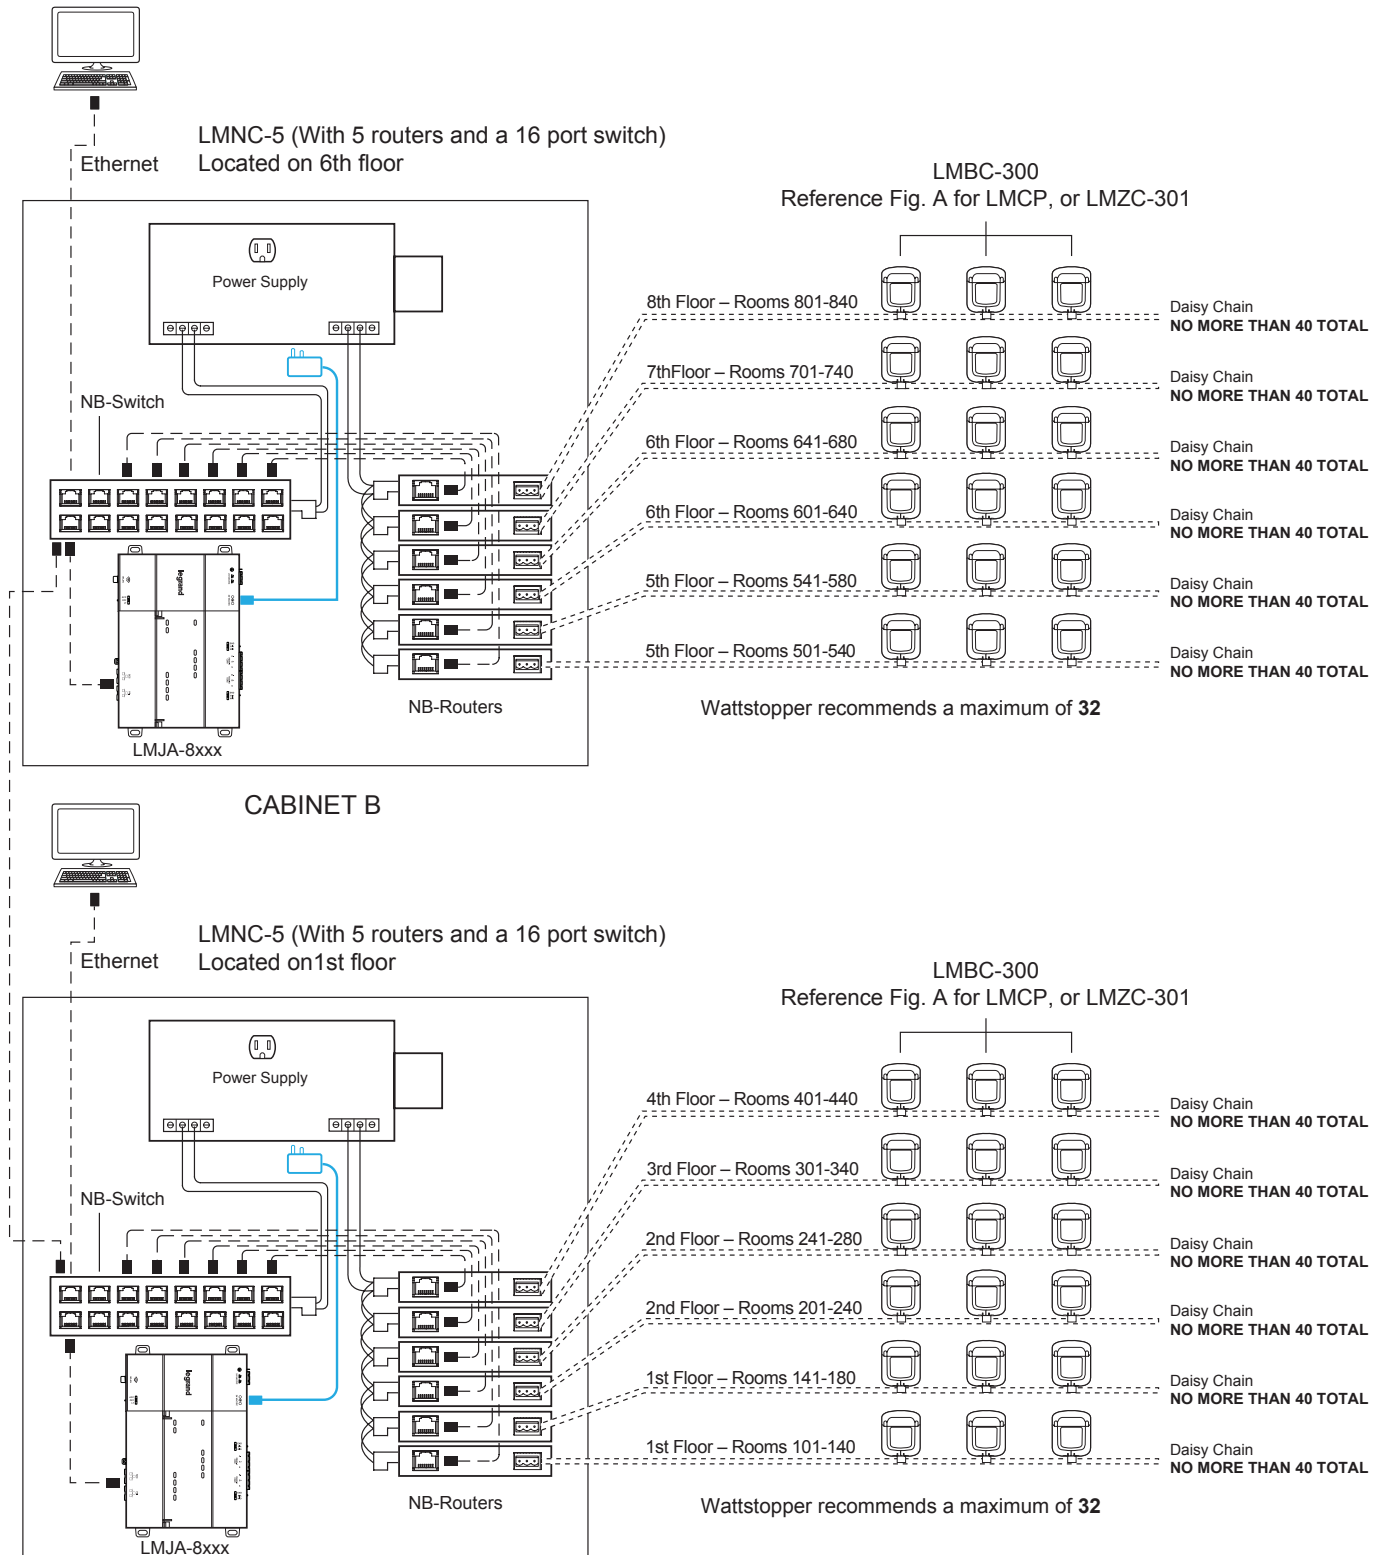 Ethernet
LMNC-5 (With 5 routers and a 16 port switch)
Located on 6th floor
LMBC-300
Reference Fig. A for LMCP, or LMZC-301
Power Supply
NB-Switch
8th Floor – Rooms 801-840
Daisy Chain
NO MORE THAN 40 TOTAL
7thFloor – Rooms 701-740
Daisy Chain
NO MORE THAN 40 TOTAL
6th Floor – Rooms 641-680
Daisy Chain
NO MORE THAN 40 TOTAL
6th Floor – Rooms 601-640
Daisy Chain
NO MORE THAN 40 TOTAL
5th Floor – Rooms 541-580
Daisy Chain
NO MORE THAN 40 TOTAL
5th Floor – Rooms 501-540
Daisy Chain
NO MORE THAN 40 TOTAL
legrand
LMJA-8xxx
NB-Routers
Wattstopper recommends a maximum of 32
CABINET B
Ethernet
LMNC-5 (With 5 routers and a 16 port switch)
Located on1st floor
LMBC-300
Reference Fig. A for LMCP, or LMZC-301
Power Supply
NB-Switch
4th Floor – Rooms 401-440
Daisy Chain
NO MORE THAN 40 TOTAL
3rd Floor – Rooms 301-340
Daisy Chain
NO MORE THAN 40 TOTAL
2nd Floor – Rooms 241-280
Daisy Chain
NO MORE THAN 40 TOTAL
2nd Floor – Rooms 201-240
Daisy Chain
NO MORE THAN 40 TOTAL
1st Floor – Rooms 141-180
Daisy Chain
NO MORE THAN 40 TOTAL
1st Floor – Rooms 101-140
Daisy Chain
NO MORE THAN 40 TOTAL
legrand
LMJA-8xxx
NB-Routers
Wattstopper recommends a maximum of 32